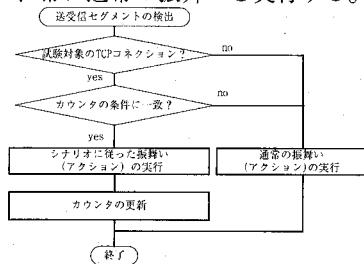 送受信セグメントの検出
試験対象のTCPコネクション？
no
yes
カウンタの条件に一致？
no
yes
シナリオに従った振舞い
(アクション) の実行
通常の振舞い
(アクション)の実行
カウンタの更新
終了